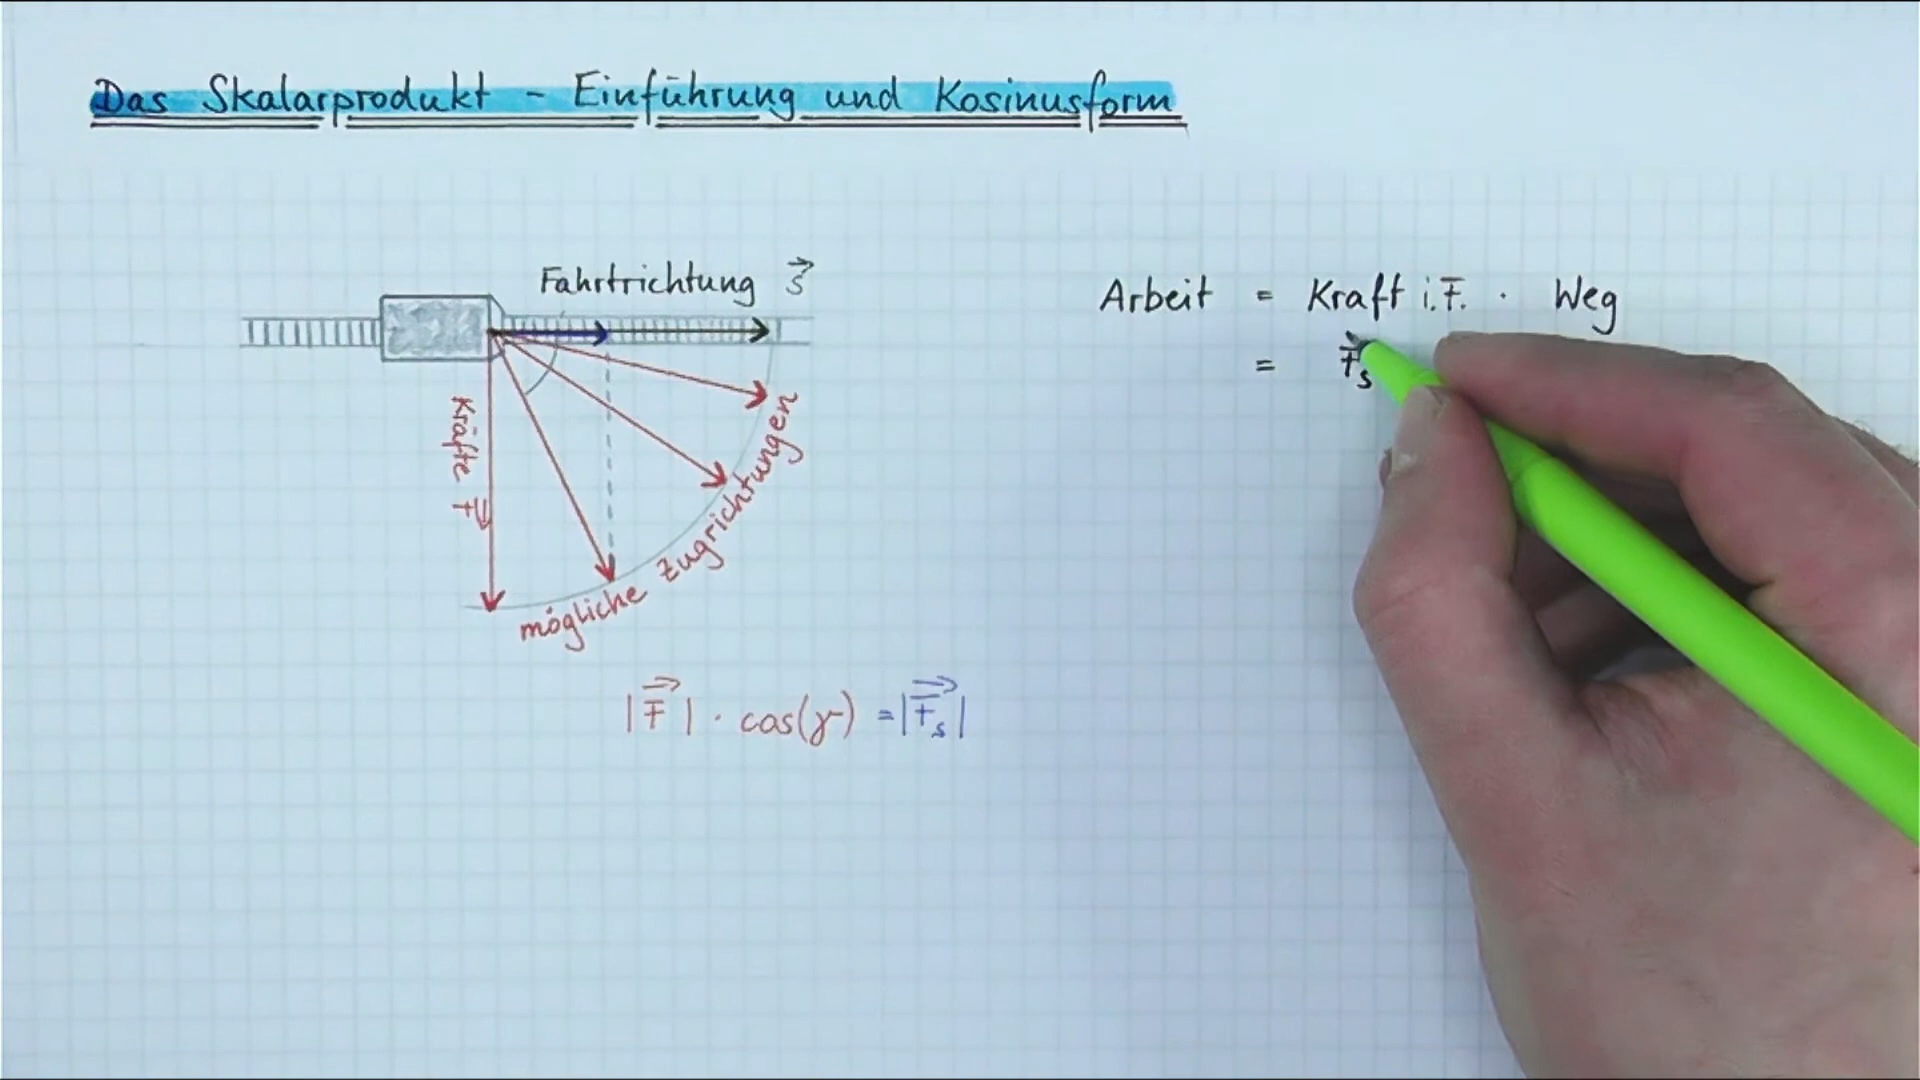 Das Skalarprodukt - Einführung und Kosinusform
Fahrtrichtung s⃗
Arbeit = Kraft i.F. · Weg
= F⃗s
Kräfte F⃗
mögliche Zugrichtungen
|F⃗| · cos(γ) = |F⃗s|